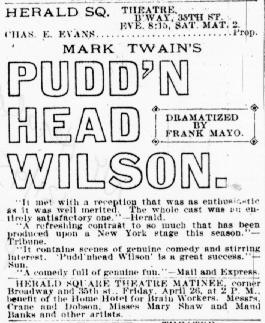 HERALD SQ. THEATRE.
B'WAY, 35TH ST.
EVE. 8:15, SAT. MAT. 2.
CHAS. E. EVANS..............................Prop.
MARK TWAIN'S
PUDD'N
HEAD
WILSON.
DRAMATIZED
BY
FRANK MAYO.
"It met with a reception that was as enthusiastic
as it was well merited. The whole cast was an en-
tirely satisfactory one."—Herald.
"A refreshing contrast to so much that has been
produced upon a New York stage this season."—
Tribune.
"It contains scenes of genuine comedy and stirring
interest. 'Pudd'nhead Wilson' is a great success."—
Sun.
"A comedy full of genuine fun."—Mail and Express.
HERALD SQUARE THEATRE MATINEE, corner
Broadway and 35th st., Friday, April 26, at 2 P. M.,
benefit of the Home Hotel for Brain Workers. Messrs.
Crane and Hobson, Misses Mary Shaw and Maud
Banks and other artists.